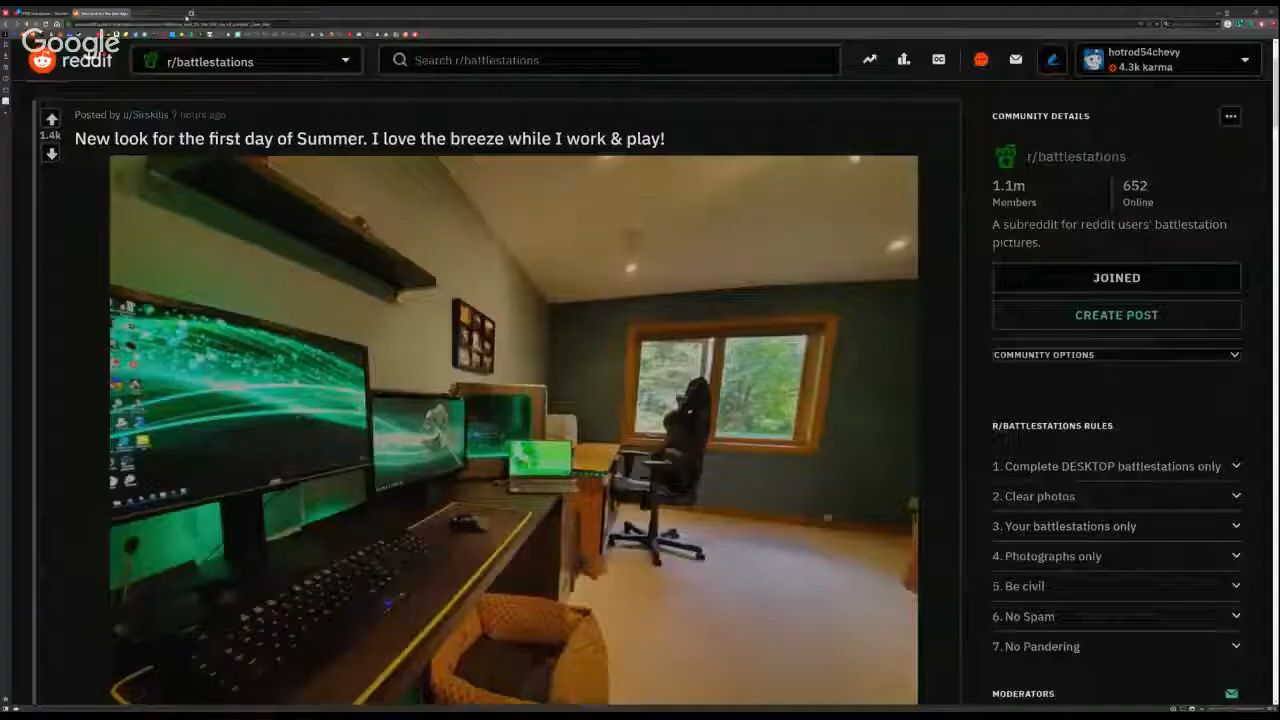 Google
reddit
r/battlestations
Search r/battlestations
hotrod54chevy
4.3k karma
Posted by u/Sirskills 7 hours ago
1.4k
New look for the first day of Summer. I love the breeze while I work & play!
COMMUNITY DETAILS
r/battlestations
1.1m
652
Members
Online
A subreddit for reddit users' battlestation
pictures.
JOINED
CREATE POST
COMMUNITY OPTIONS
R/BATTLESTATIONS RULES
1. Complete DESKTOP battlestations only
2. Clear photos
3. Your battlestations only
4. Photographs only
5. Be civil
6. No Spam
7. No Pandering
MODERATORS